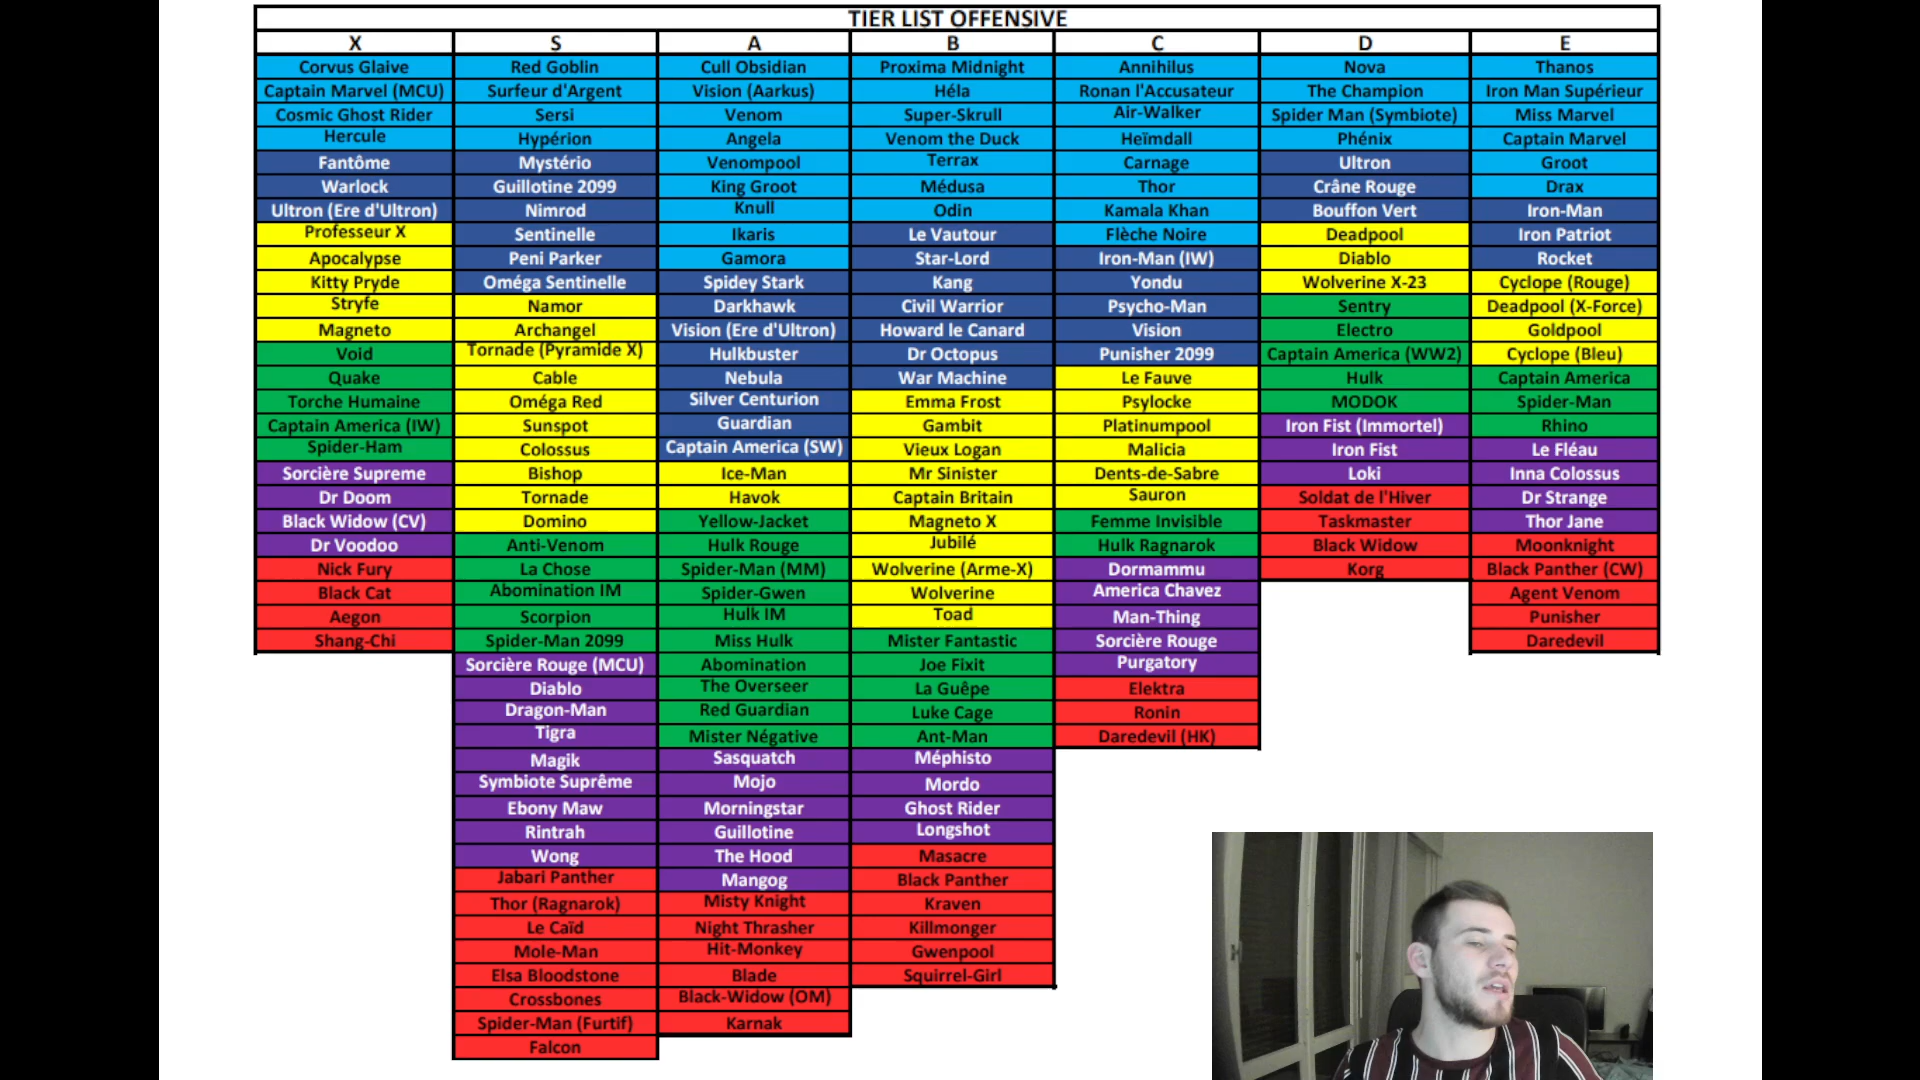 TIER LIST OFFENSIVE
X S A B C D E
Corvus Glaive Red Goblin Cull Obsidian Proxima Midnight Annihilus Nova Thanos
Captain Marvel (MCU) Surfeur d'Argent Vision (Aarkus) Héla Ronan l'Accusateur The Champion Iron Man Supérieur
Cosmic Ghost Rider Sersi Venom Super-Skrull Air-Walker Spider Man (Symbiote) Miss Marvel
Hercule Hypérion Angela Venom the Duck Heïmdall Phénix Captain Marvel
Fantôme Mystério Venompool Terrax Carnage Ultron Groot
Warlock Guillotine 2099 King Groot Médusa Thor Crâne Rouge Drax
Ultron (Ere d'Ultron) Nimrod Knull Odin Kamala Khan Bouffon Vert Iron-Man
Professeur X Sentinelle Ikaris Le Vautour Flèche Noire Deadpool Iron Patriot
Apocalypse Peni Parker Gamora Star-Lord Iron-Man (IW) Diablo Rocket
Kitty Pryde Oméga Sentinelle Spidey Stark Kang Yondu Wolverine X-23 Cyclope (Rouge)
Stryfe Namor Darkhawk Civil Warrior Psycho-Man Sentry Deadpool (X-Force)
Magneto Archangel Vision (Ere d'Ultron) Howard le Canard Vision Electro Goldpool
Void Tornade (Pyramide X) Hulkbuster Dr Octopus Punisher 2099 Captain America (WW2) Cyclope (Bleu)
Quake Cable Nebula War Machine Le Fauve Hulk Captain America
Torche Humaine Oméga Red Silver Centurion Emma Frost Psylocke MODOK Spider-Man
Captain America (IW) Sunspot Guardian Gambit Platinumpool Iron Fist (Immortel) Rhino
Spider-Ham Colossus Captain America (SW) Vieux Logan Malicia Iron Fist Le Fléau
Sorcière Supreme Bishop Ice-Man Mr Sinister Dents-de-Sabre Loki Inna Colossus
Dr Doom Tornade Havok Captain Britain Sauron Soldat de l'Hiver Dr Strange
Black Widow (CV) Domino Yellow-Jacket Magneto X Femme Invisible Taskmaster Thor Jane
Dr Voodoo Anti-Venom Hulk Rouge Jubilé Hulk Ragnarok Black Widow Moonknight
Nick Fury La Chose Spider-Man (MM) Wolverine (Arme-X) Dormammu Korg Black Panther (CW)
Black Cat Abomination IM Spider-Gwen Wolverine America Chavez Agent Venom
Aegon Scorpion Hulk IM Toad Man-Thing Punisher
Shang-Chi Spider-Man 2099 Miss Hulk Mister Fantastic Sorcière Rouge Daredevil
Sorcière Rouge (MCU) Abomination Joe Fixit Purgatory
Diablo The Overseer La Guêpe Elektra
Dragon-Man Red Guardian Luke Cage Ronin
Tigra Mister Négative Ant-Man Daredevil (HK)
Magik Sasquatch Méphisto
Symbiote Suprême Mojo Mordo
Ebony Maw Morningstar Ghost Rider
Rintrah Guillotine Longshot
Wong The Hood Masacre
Jabari Panther Mangog Black Panther
Thor (Ragnarok) Misty Knight Kraven
Le Caïd Night Thrasher Killmonger
Mole-Man Hit-Monkey Gwenpool
Elsa Bloodstone Blade Squirrel-Girl
Crossbones Black-Widow (OM)
Spider-Man (Furtif) Karnak
Falcon